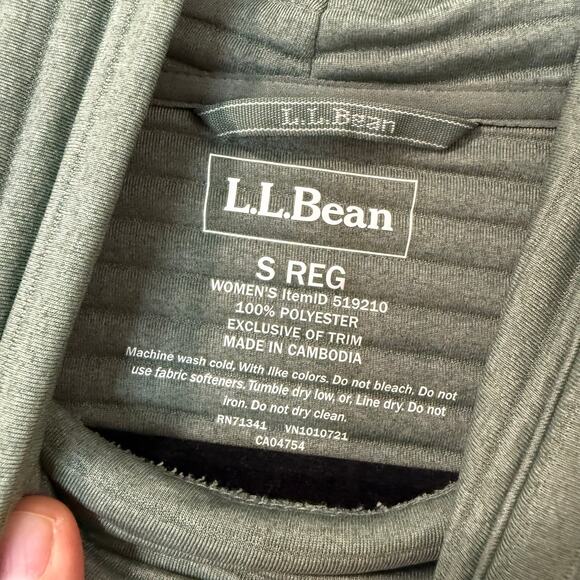 L.L.Bean
L.L.Bean
S REG
WOMEN'S ItemID 519210
100% POLYESTER
EXCLUSIVE OF TRIM
MADE IN CAMBODIA
Machine wash cold, With like colors. Do not bleach. Do not
use fabric softeners. Tumble dry low, or, Line dry. Do not
Iron. Do not dry clean.
RN71341 VN1010721
CA04754